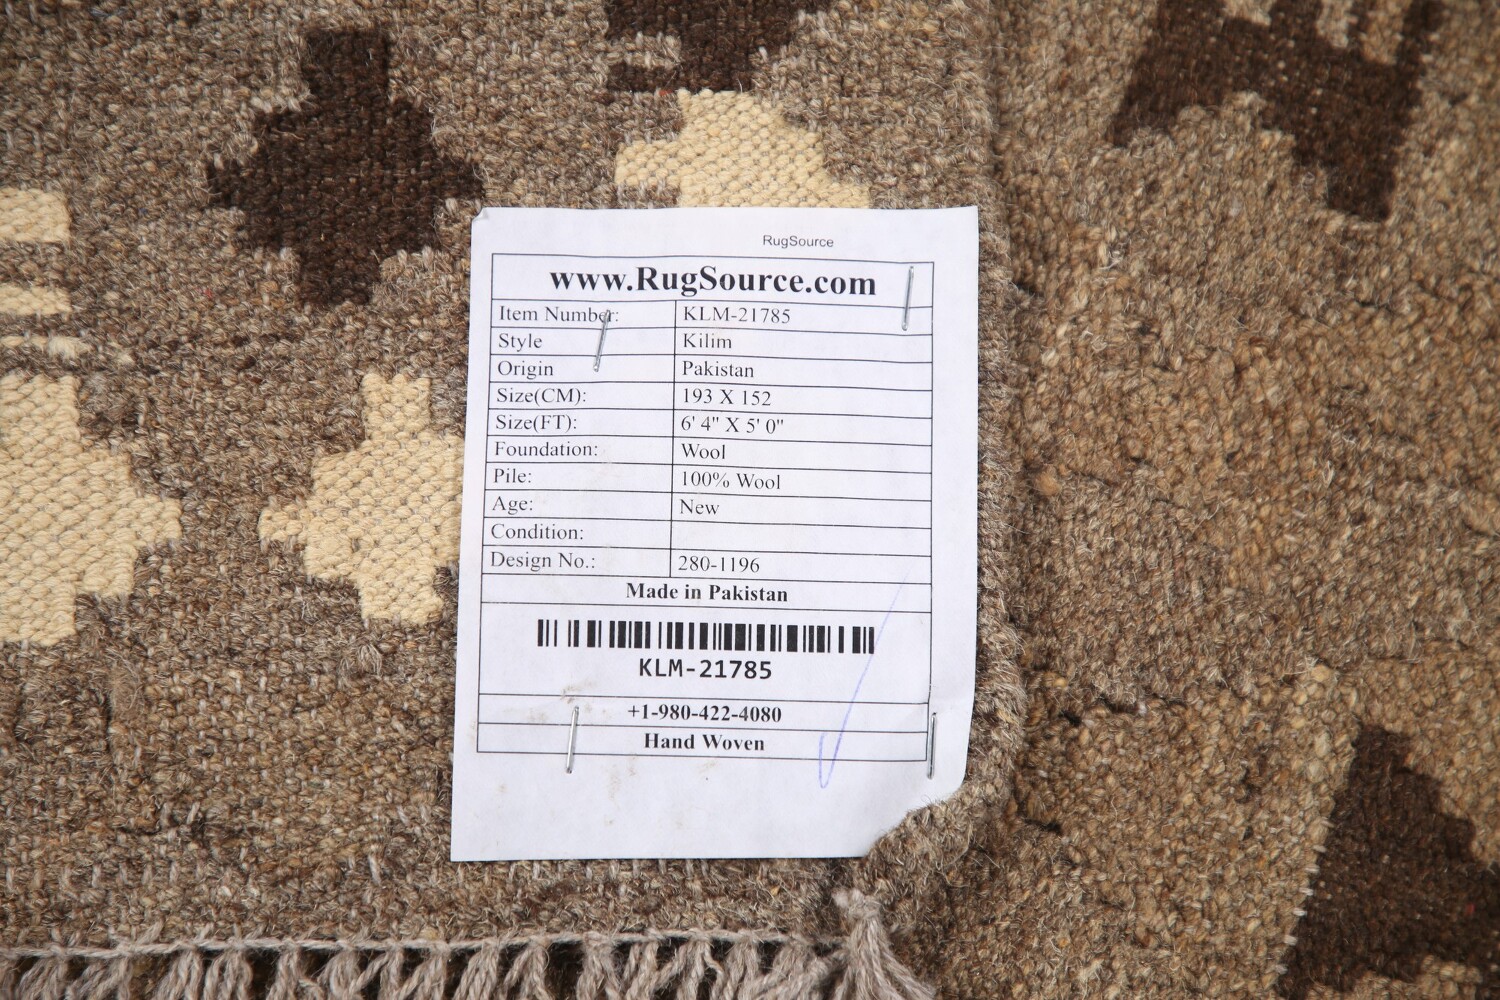 RugSource
www.RugSource.com
Item Number: KLM-21785
Style Kilim
Origin Pakistan
Size(CM): 193 X 152
Size(FT): 6' 4" X 5' 0"
Foundation: Wool
Pile: 100% Wool
Age: New
Condition:
Design No.: 280-1196
Made in Pakistan
KLM-21785
+1-980-422-4080
Hand Woven